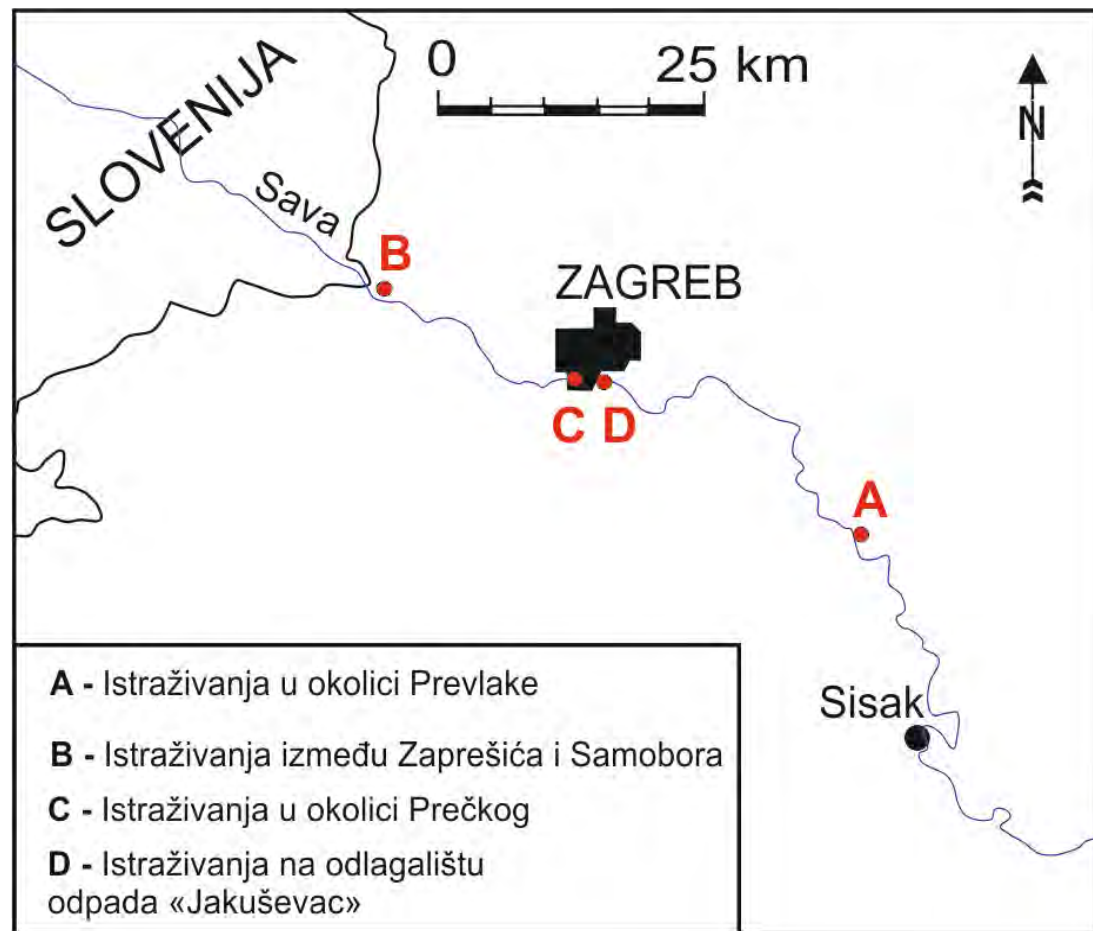 0 25 km
N
SLOVENIJA
Sava
B
ZAGREB
C D
A
Sisak
A - Istraživanja u okolici Prevlake
B - Istraživanja između Zaprešića i Samobora
C - Istraživanja u okolici Prečkog
D - Istraživanja na odlagalištu
odpada «Jakuševac»